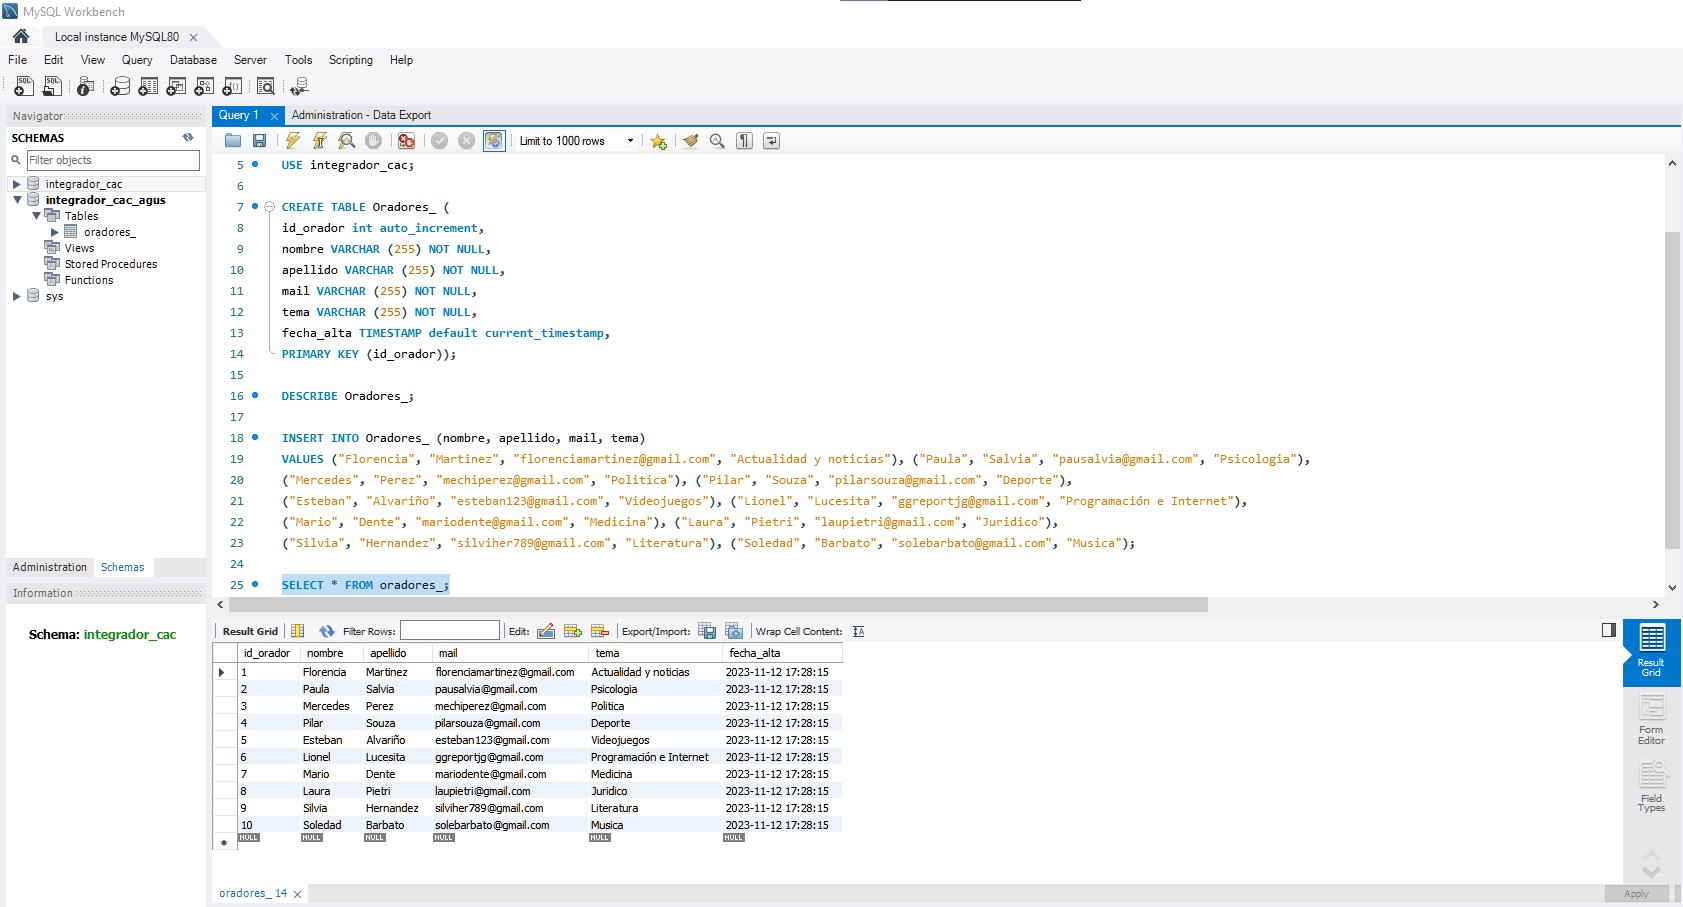 MySQL Workbench
Local instance MySQL80
File Edit View Query Database Server Tools Scripting Help
Navigator
SCHEMAS
Filter objects
integrador_cac
integrador_cac_agus
Tables
oradores_
Views
Stored Procedures
Functions
sys
Administration Schemas
Information
Schema: integrador_cac
Query 1 Administration - Data Export
Limit to 1000 rows
5 USE integrador_cac;
6
7 CREATE TABLE Oradores_ (
8 id_orador int auto_increment,
9 nombre VARCHAR (255) NOT NULL,
10 apellido VARCHAR (255) NOT NULL,
11 mail VARCHAR (255) NOT NULL,
12 tema VARCHAR (255) NOT NULL,
13 fecha_alta TIMESTAMP default current_timestamp,
14 PRIMARY KEY (id_orador));
15
16 DESCRIBE Oradores_;
17
18 INSERT INTO Oradores_ (nombre, apellido, mail, tema)
19 VALUES ("Florencia", "Martinez", "florenciamartinez@gmail.com", "Actualidad y noticias"), ("Paula", "Salvia", "pausalvia@gmail.com", "Psicologia"),
20 ("Mercedes", "Perez", "mechiperez@gmail.com", "Politica"), ("Pilar", "Souza", "pilarsouza@gmail.com", "Deporte"),
21 ("Esteban", "Alvariño", "esteban123@gmail.com", "Videojuegos"), ("Lionel", "Lucesita", "ggreportjg@gmail.com", "Programación e Internet"),
22 ("Mario", "Dente", "mariodente@gmail.com", "Medicina"), ("Laura", "Pietri", "laupietri@gmail.com", "Juridico"),
23 ("Silvia", "Hernandez", "silviher789@gmail.com", "Literatura"), ("Soledad", "Barbato", "solebarbato@gmail.com", "Musica");
24
25 SELECT * FROM oradores_;
Result Grid Filter Rows: Edit: Export/Import: Wrap Cell Content:
id_orador nombre apellido mail tema fecha_alta
1 Florencia Martinez florenciamartinez@gmail.com Actualidad y noticias 2023-11-12 17:28:15
2 Paula Salvia pausalvia@gmail.com Psicologia 2023-11-12 17:28:15
3 Mercedes Perez mechiperez@gmail.com Politica 2023-11-12 17:28:15
4 Pilar Souza pilarsouza@gmail.com Deporte 2023-11-12 17:28:15
5 Esteban Alvariño esteban123@gmail.com Videojuegos 2023-11-12 17:28:15
6 Lionel Lucesita ggreportjg@gmail.com Programación e Internet 2023-11-12 17:28:15
7 Mario Dente mariodente@gmail.com Medicina 2023-11-12 17:28:15
8 Laura Pietri laupietri@gmail.com Juridico 2023-11-12 17:28:15
9 Silvia Hernandez silviher789@gmail.com Literatura 2023-11-12 17:28:15
10 Soledad Barbato solebarbato@gmail.com Musica 2023-11-12 17:28:15
NULL NULL NULL NULL NULL NULL
Result
Grid
Form
Editor
Field
Types
oradores_ 14
Apply